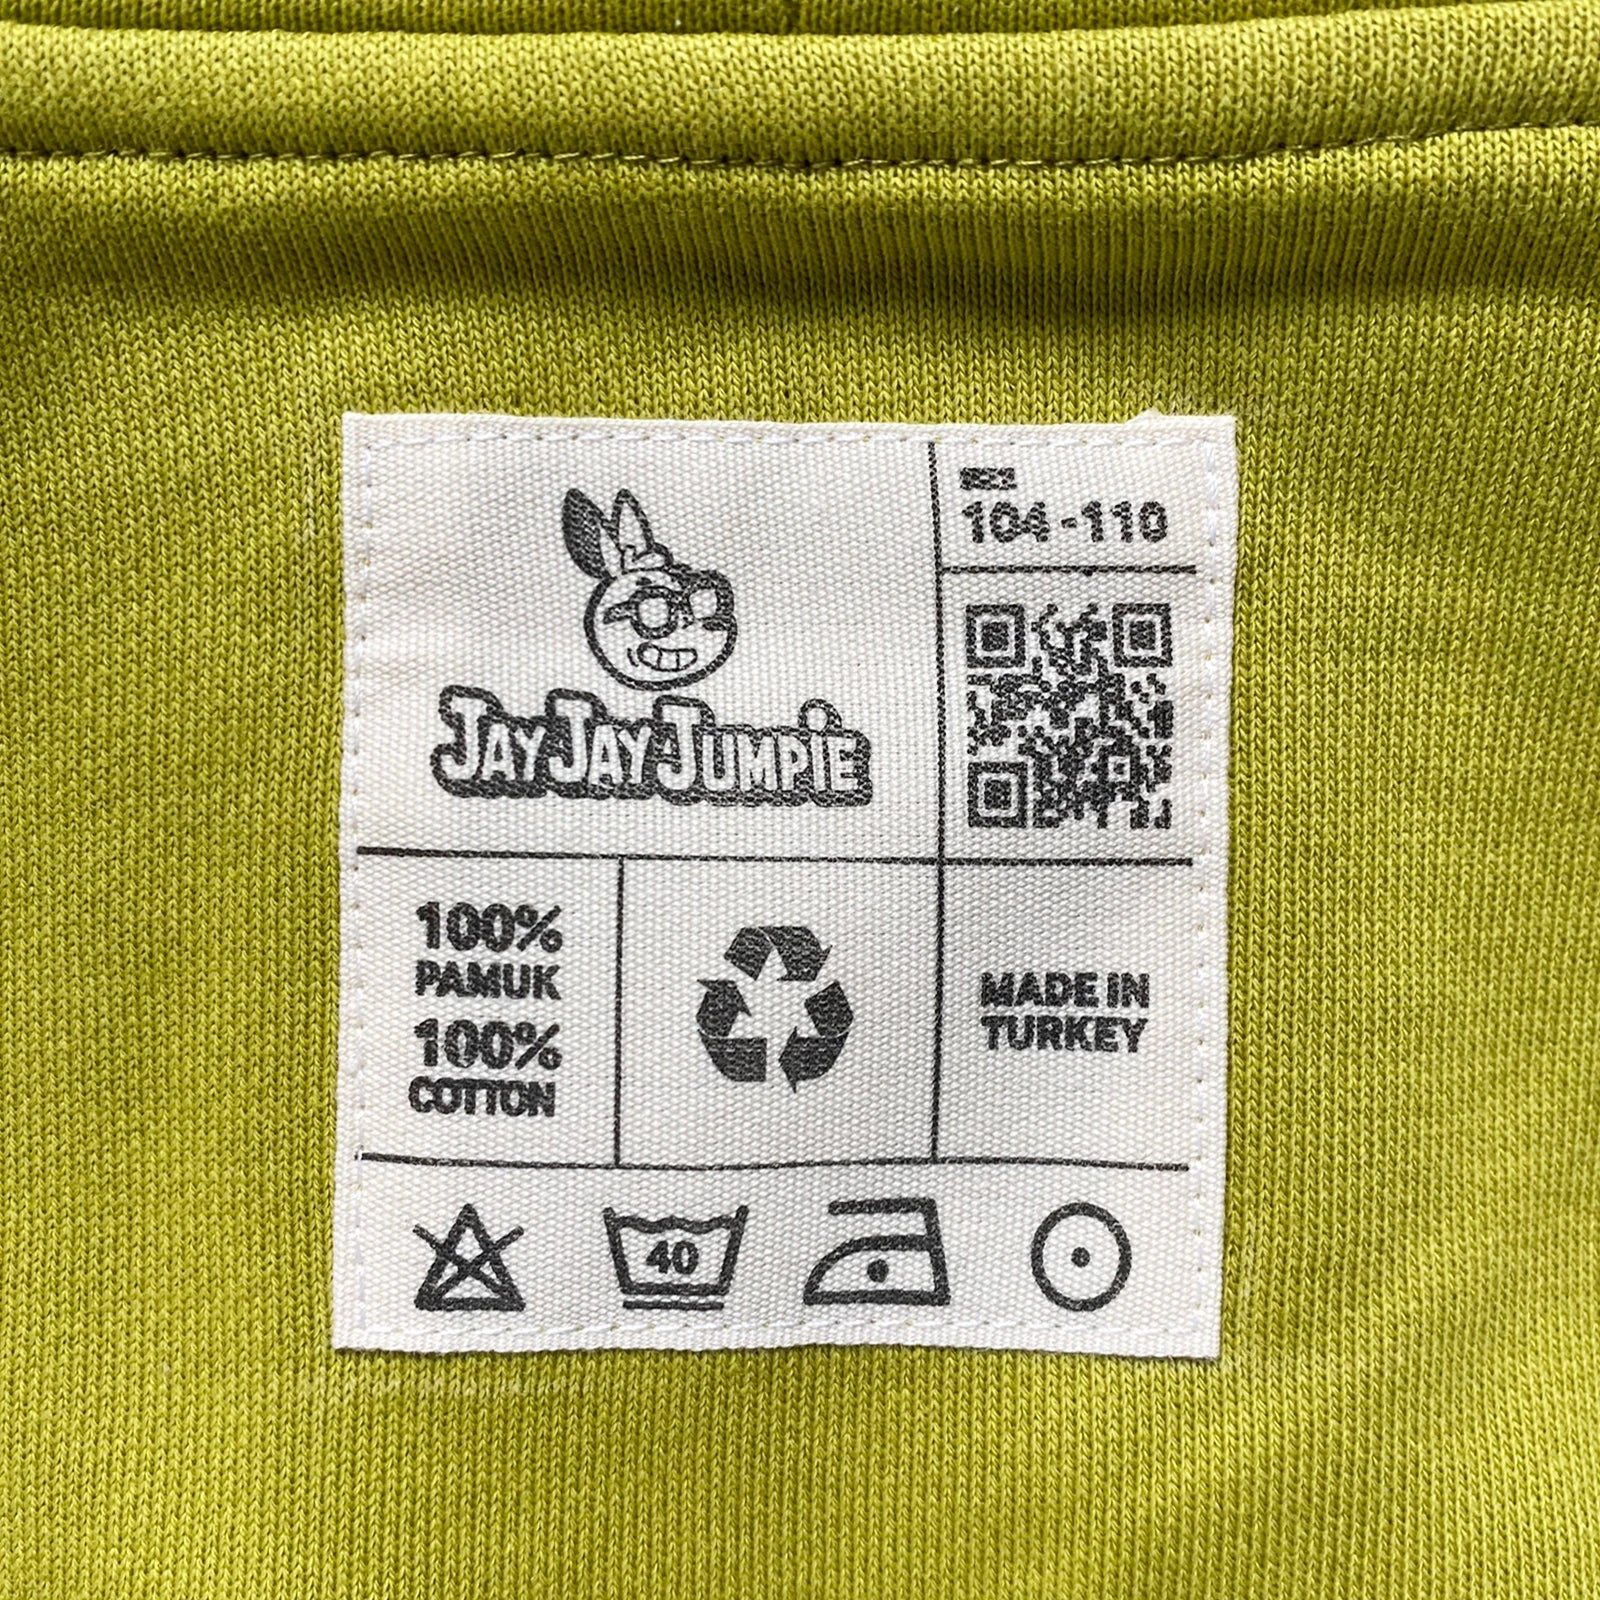 104-110
JAY JAY JUMPIE
100%
PAMUK
100%
COTTON
MADE IN
TURKEY
40